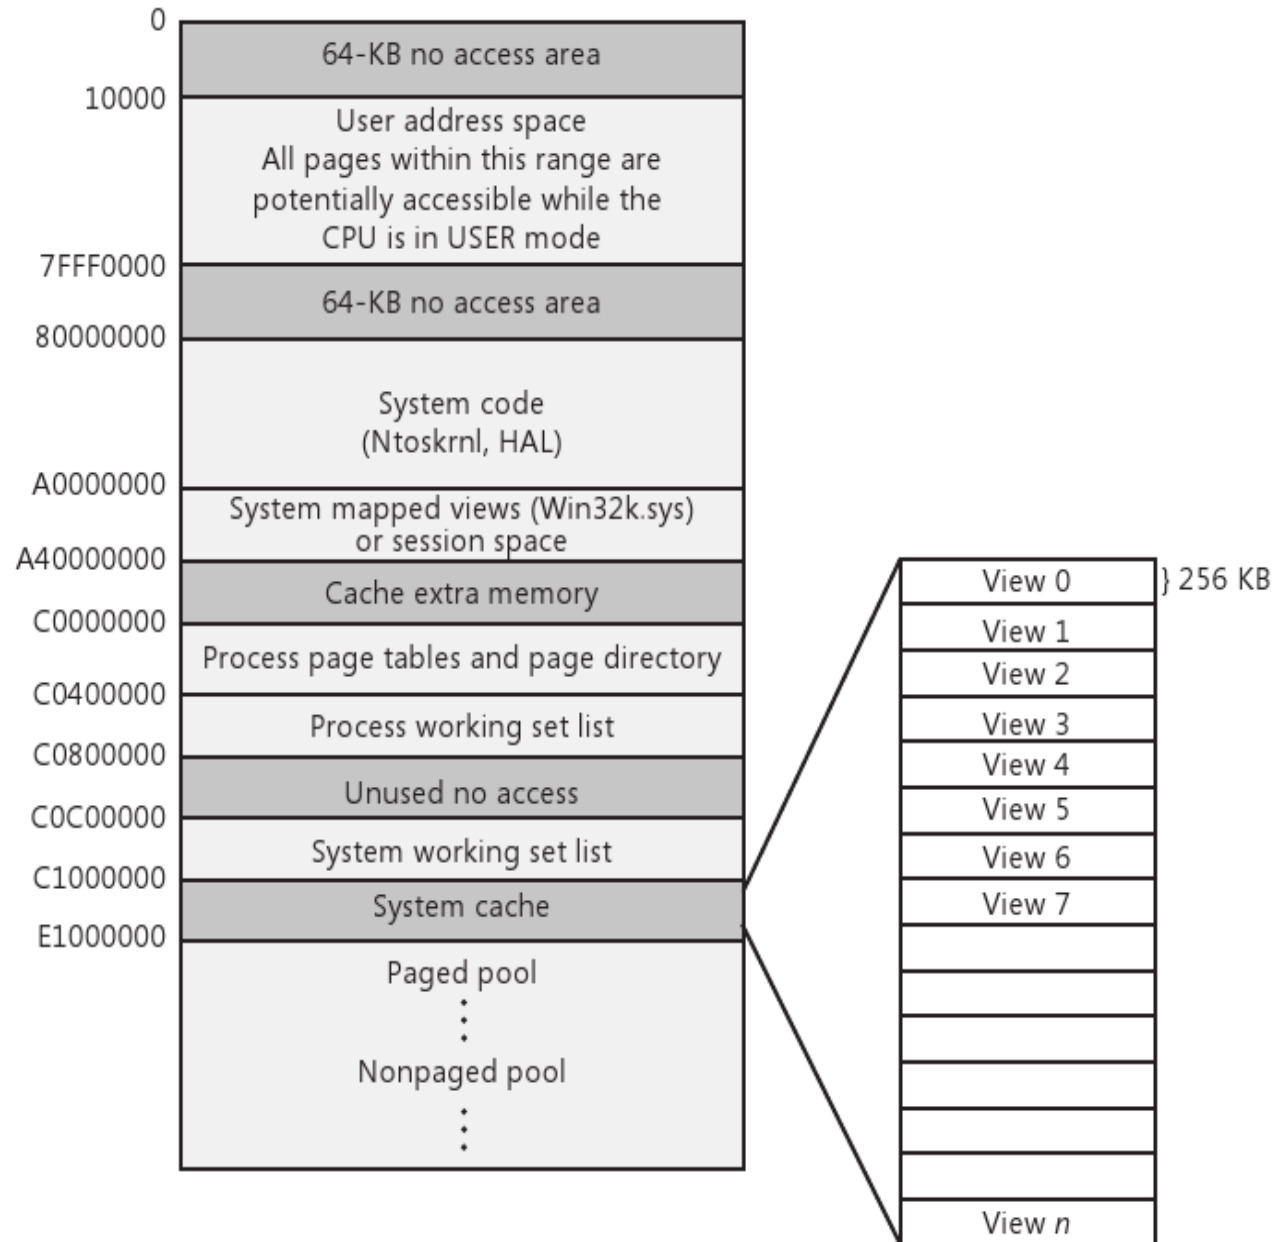 0
64-KB no access area
10000
User address space
All pages within this range are
potentially accessible while the
CPU is in USER mode
7FFF0000
64-KB no access area
80000000
System code
(Ntoskrnl, HAL)
A0000000
System mapped views (Win32k.sys)
or session space
A40000000
Cache extra memory
C0000000
Process page tables and page directory
C0400000
Process working set list
C0800000
Unused no access
C0C00000
System working set list
C1000000
System cache
E1000000
Paged pool
Nonpaged pool
View 0
} 256 KB
View 1
View 2
View 3
View 4
View 5
View 6
View 7
View n